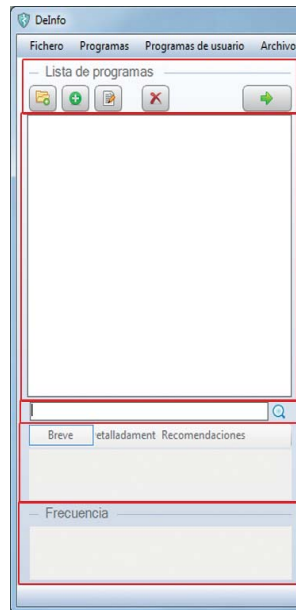 DeInfo
Fichero Programas Programas de usuario Archivo
Lista de programas
Breve etalladament Recomendaciones
Frecuencia